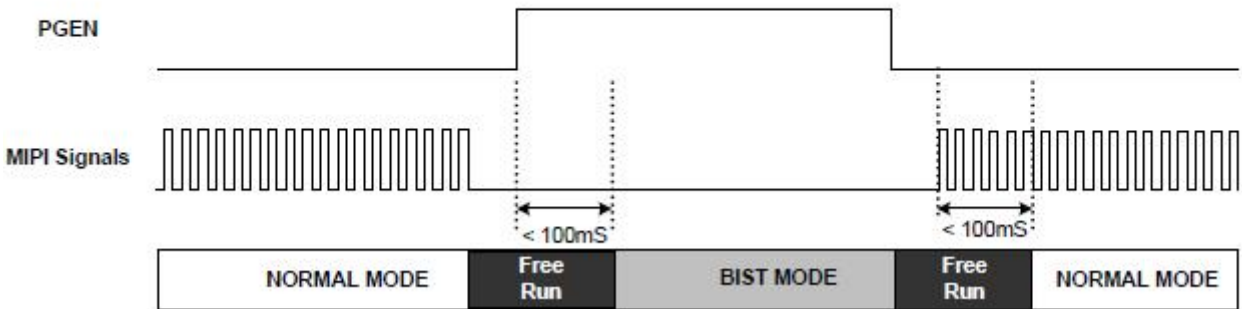 PGEN
MIPI Signals
< 100mS
< 100mS
NORMAL MODE
Free
Run
BIST MODE
Free
Run
NORMAL MODE